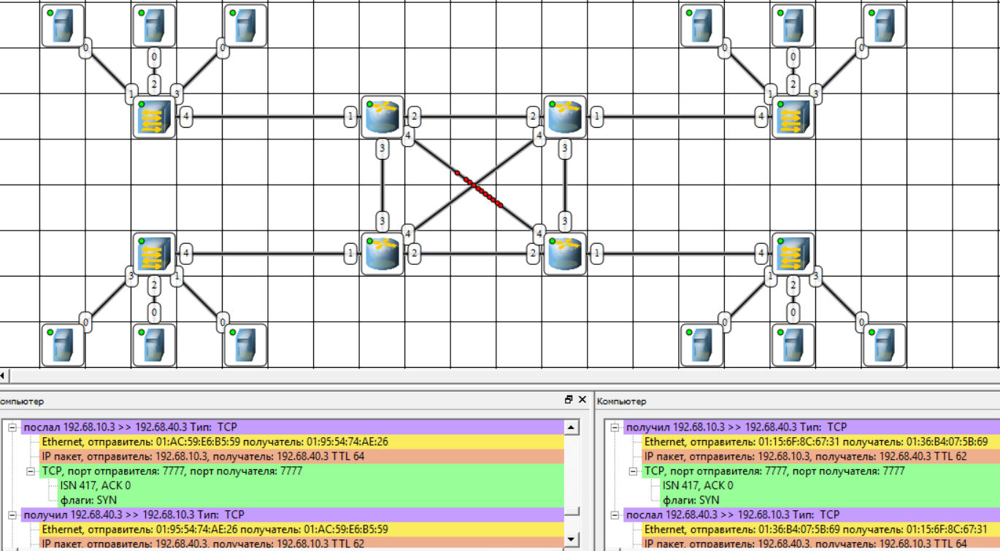 0
0
0
0
0
0
1
2
3
1
2
3
4
1
2
2
1
4
4
4
3
3
3
3
4
4
4
1
2
2
1
4
3
2
1
1
2
3
0
0
0
0
0
0
омпьютер
Компьютер
послал 192.68.10.3 >> 192.68.40.3 Тип: TCP
Ethernet, отправитель: 01:AC:59:E6:B5:59 получатель: 01:95:54:74:AE:26
IP пакет, отправитель: 192.68.10.3, получатель: 192.68.40.3 TTL 64
TCP, порт отправителя: 7777, порт получателя: 7777
ISN 417, ACK 0
флаги: SYN
получил 192.68.40.3 >> 192.68.10.3 Тип: TCP
Ethernet, отправитель: 01:95:54:74:AE:26 получатель: 01:AC:59:E6:B5:59
IP пакет, отправитель: 192.68.40.3, получатель: 192.68.10.3 TTL 62
получил 192.68.10.3 >> 192.68.40.3 Тип: TCP
Ethernet, отправитель: 01:15:6F:8C:67:31 получатель: 01:36:B4:07:5B:69
IP пакет, отправитель: 192.68.10.3, получатель: 192.68.40.3 TTL 62
TCP, порт отправителя: 7777, порт получателя: 7777
ISN 417, ACK 0
флаги: SYN
послал 192.68.40.3 >> 192.68.10.3 Тип: TCP
Ethernet, отправитель: 01:36:B4:07:5B:69 получатель: 01:15:6F:8C:67:31
IP пакет, отправитель: 192.68.40.3, получатель: 192.68.10.3 TTL 64